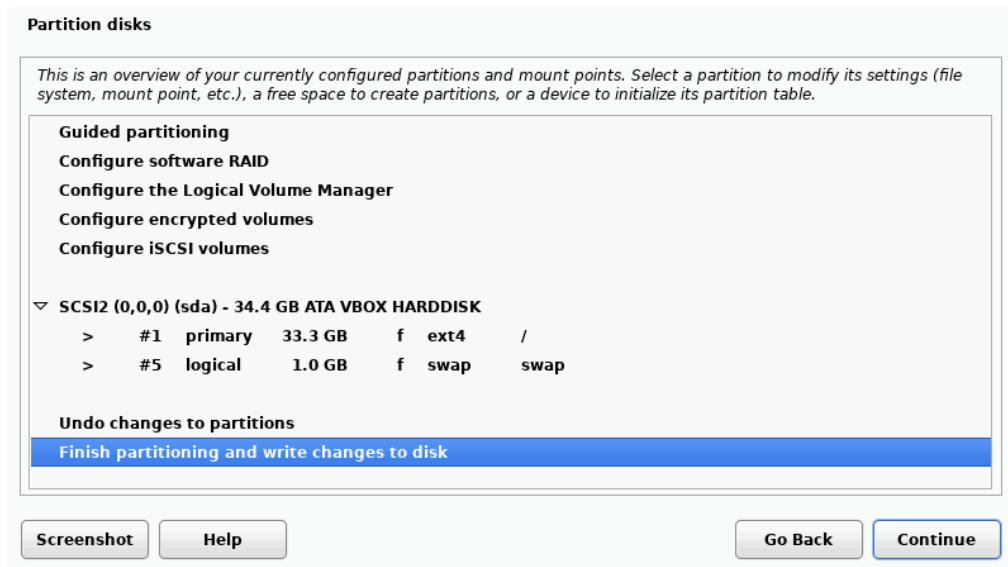 Partition disks
This is an overview of your currently configured partitions and mount points. Select a partition to modify its settings (file
system, mount point, etc.), a free space to create partitions, or a device to initialize its partition table.
Guided partitioning
Configure software RAID
Configure the Logical Volume Manager
Configure encrypted volumes
Configure iSCSI volumes
SCSI2 (0,0,0) (sda) - 34.4 GB ATA VBOX HARDDISK
> #1 primary 33.3 GB f ext4 /
> #5 logical 1.0 GB f swap swap
Undo changes to partitions
Finish partitioning and write changes to disk
Screenshot Help Go Back Continue